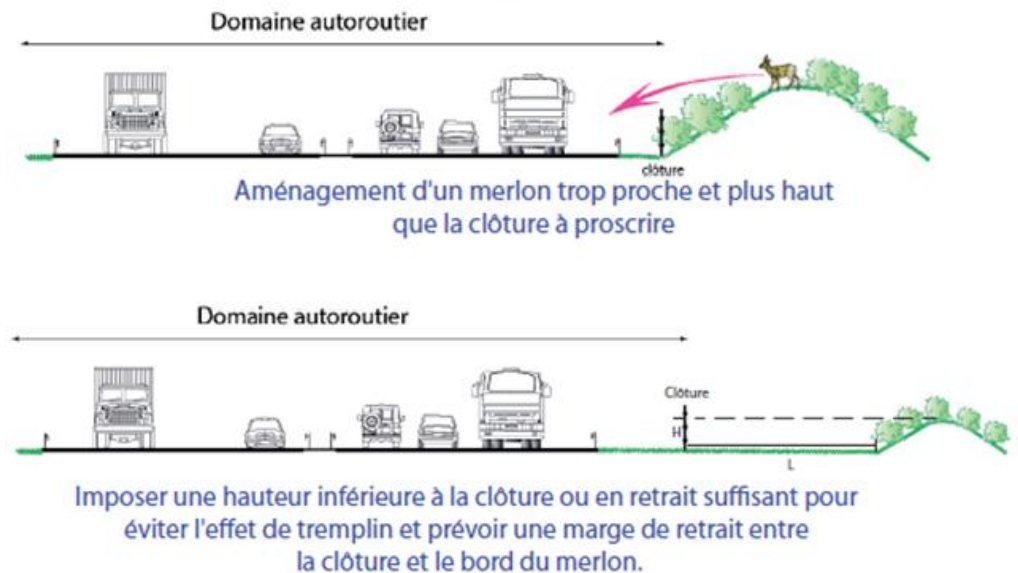 Domaine autoroutier
clôture
Aménagement d'un merlon trop proche et plus haut
que la clôture à proscrire
Domaine autoroutier
Clôture
H
L
Imposer une hauteur inférieure à la clôture ou en retrait suffisant pour
éviter l'effet de tremplin et prévoir une marge de retrait entre
la clôture et le bord du merlon.